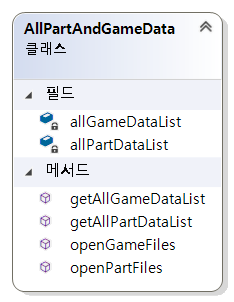 AllPartAndGameData
클래스
필드
allGameDataList
allPartDataList
메서드
getAllGameDataList
getAllPartDataList
openGameFiles
openPartFiles